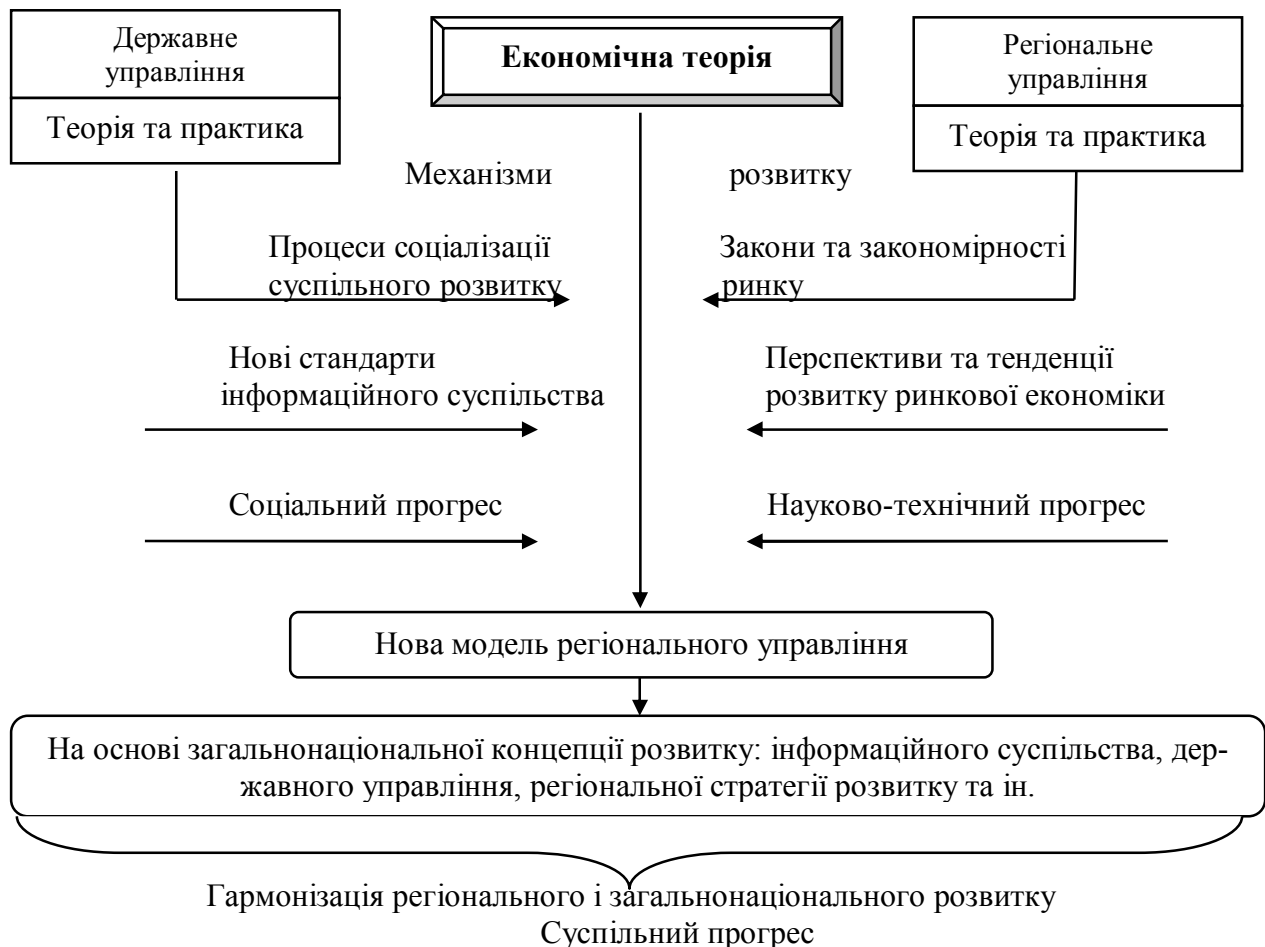 Державне
управління
Теорія та практика
Економічна теорія
Регіональне
управління
Теорія та практика
Механізми розвитку
Процеси соціалізації
суспільного розвитку
Закони та закономірності
ринку
Нові стандарти
інформаційного суспільства
Перспективи та тенденції
розвитку ринкової економіки
Соціальний прогрес
Науково-технічний прогрес
Нова модель регіонального управління
На основі загальнонаціональної концепції розвитку: інформаційного суспільства, дер-
жавного управління, регіональної стратегії розвитку та ін.
Гармонізація регіонального і загальнонаціонального розвитку
Суспільний прогрес